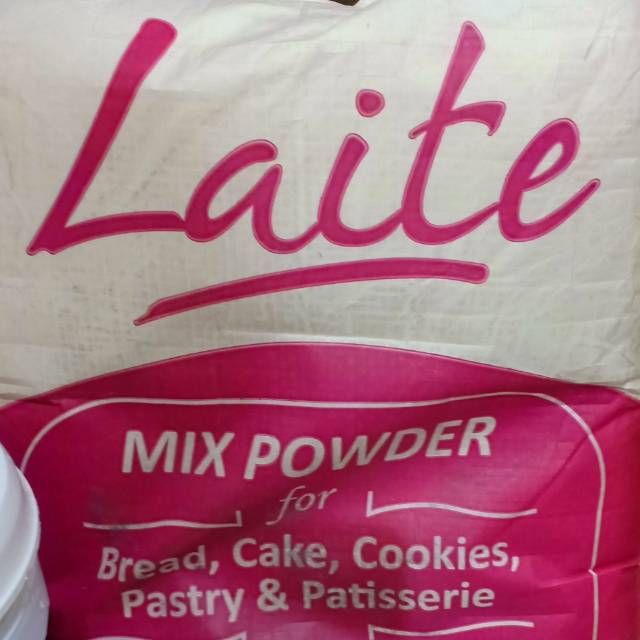 Laite
MIX POWDER
for
Bread, Cake, Cookies,
Pastry & Patisserie